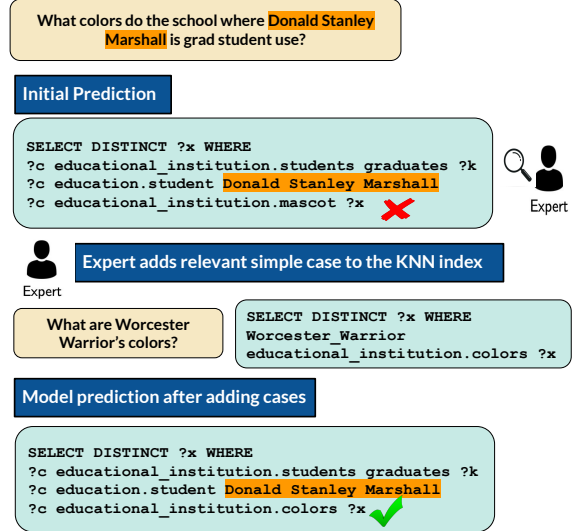 What colors do the school where Donald Stanley
Marshall is grad student use?
Initial Prediction
SELECT DISTINCT ?x WHERE
?c educational_institution.students graduates ?k
?c education.student Donald Stanley Marshall
?c educational_institution.mascot ?x
Expert
Expert adds relevant simple case to the KNN index
Expert
What are Worcester
Warrior's colors?
SELECT DISTINCT ?x WHERE
Worcester_Warrior
educational_institution.colors ?x
Model prediction after adding cases
SELECT DISTINCT ?x WHERE
?c educational_institution.students graduates ?k
?c education.student Donald Stanley Marshall
?c educational_institution.colors ?x